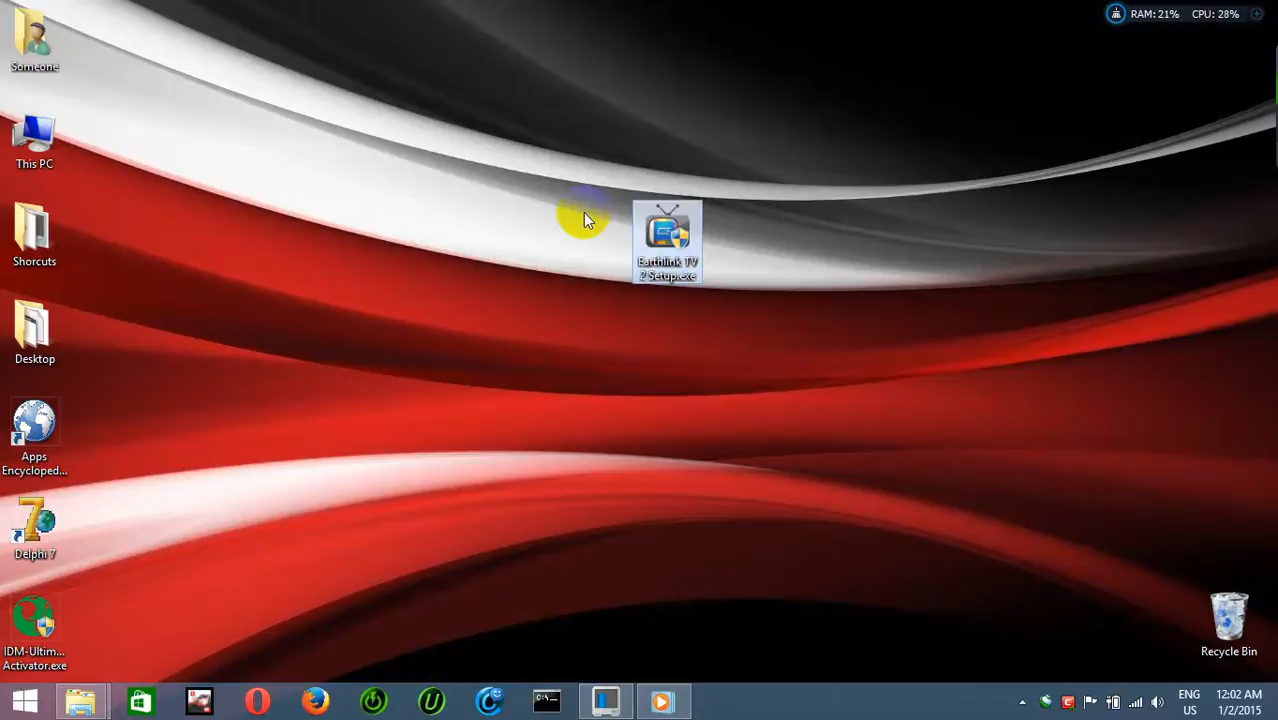 RAM: 21% CPU: 28%
Someone
This PC
Shorcuts
Desktop
Apps
Encycloped...
Delphi 7
IDM-Ultim...
Activator.exe
Earthlink TV
2 Setup.exe
Recycle Bin
ENG
US
12:02 AM
1/2/2015